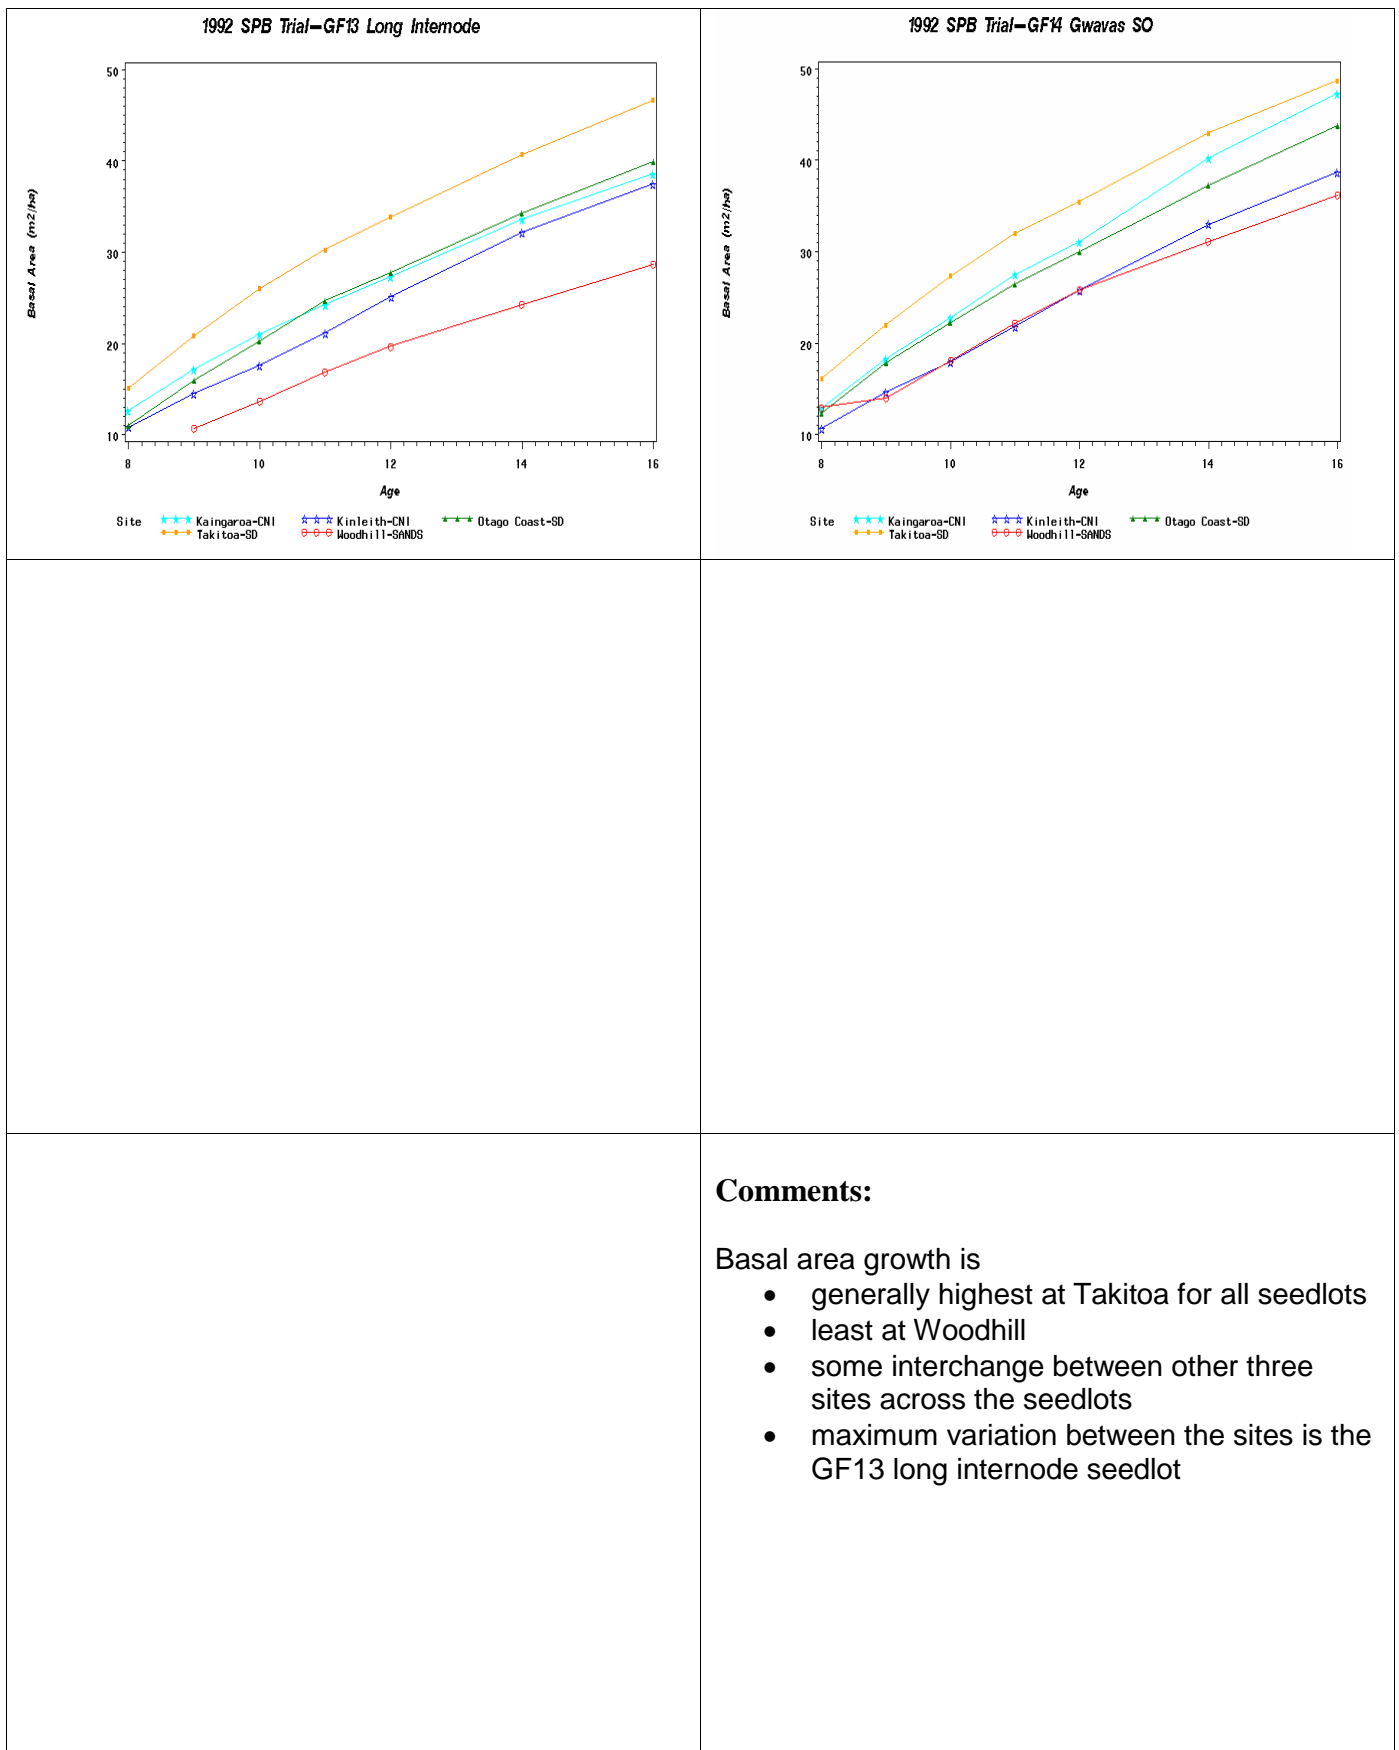 1992 SPB Trial—GF13 Long Internode
50
40
30
20
10
Basal Area (m2/ha)
8 10 12 14 16
Age
Site Kaingaroa-CNI Kinleith-CNI Otago Coast-SD
Takitoa-SD Woodhill-SANDS
1992 SPB Trial—GF14 Gwavas SO
50
40
30
20
10
Basal Area (m2/ha)
8 10 12 14 16
Age
Site Kaingaroa-CNI Kinleith-CNI Otago Coast-SD
Takitoa-SD Woodhill-SANDS
Comments:
Basal area growth is
• generally highest at Takitoa for all seedlots
• least at Woodhill
• some interchange between other three
sites across the seedlots
• maximum variation between the sites is the
GF13 long internode seedlot